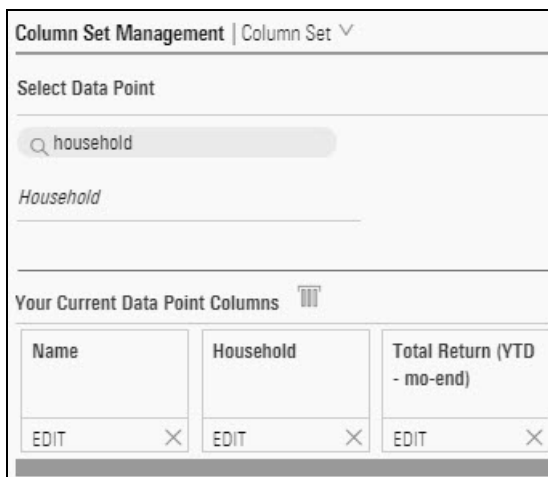 Column Set Management | Column Set
Select Data Point
household
Household
Your Current Data Point Columns
Name
Household
Total Return (YTD
- mo-end)
EDIT
EDIT
EDIT